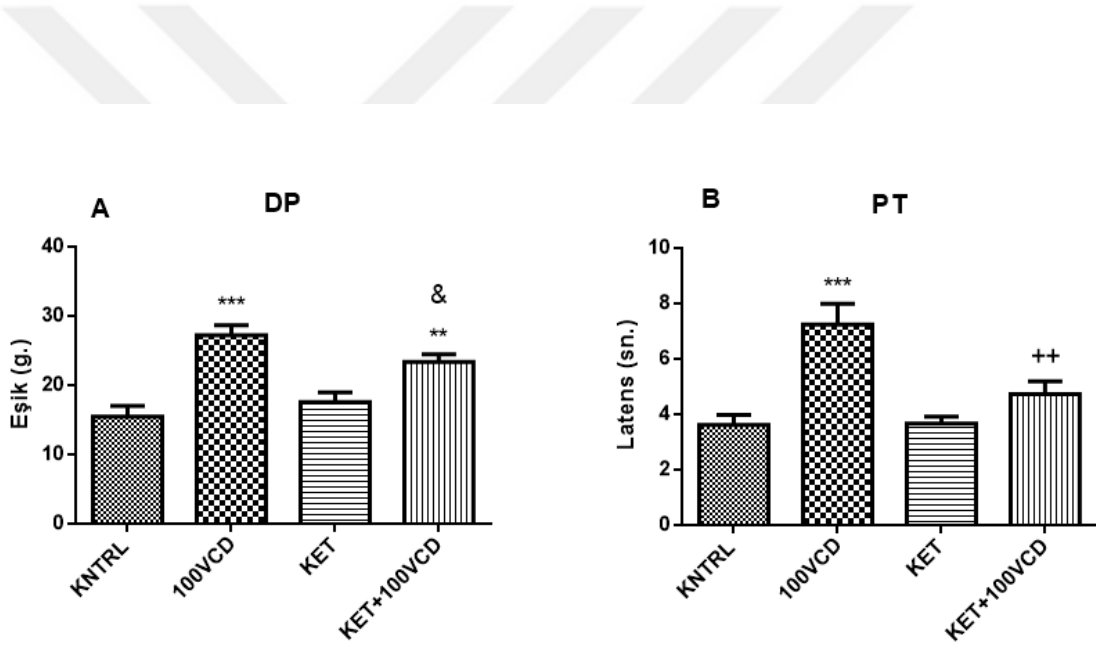 A DP
40
30
20
10
0
Eşik (g.)
***
&
**
KNTRL
100VCD
KET
KET+100VCD
B PT
10
8
6
4
2
0
Latens (sn.)
***
++
KNTRL
100VCD
KET
KET+100VCD